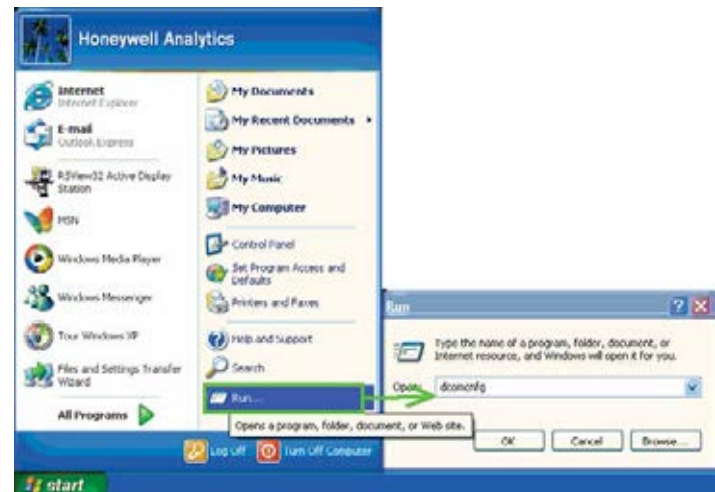 Honeywell Analytics
Internet
Internet Explorer
E-mail
Outlook Express
RSView32 Active Display
Station
MSN
Windows Media Player
Windows Messenger
Tour Windows XP
Files and Settings Transfer
Wizard
All Programs
My Documents
My Recent Documents
My Pictures
My Music
My Computer
Control Panel
Set Program Access and
Defaults
Printers and Faxes
Help and Support
Search
Run...
Opens a program, folder, document, or Web site.
Log Off
Turn Off Computer
start
Run
Type the name of a program, folder, document, or
Internet resource, and Windows will open it for you.
Open:
dcomcnfg
OK
Cancel
Browse...